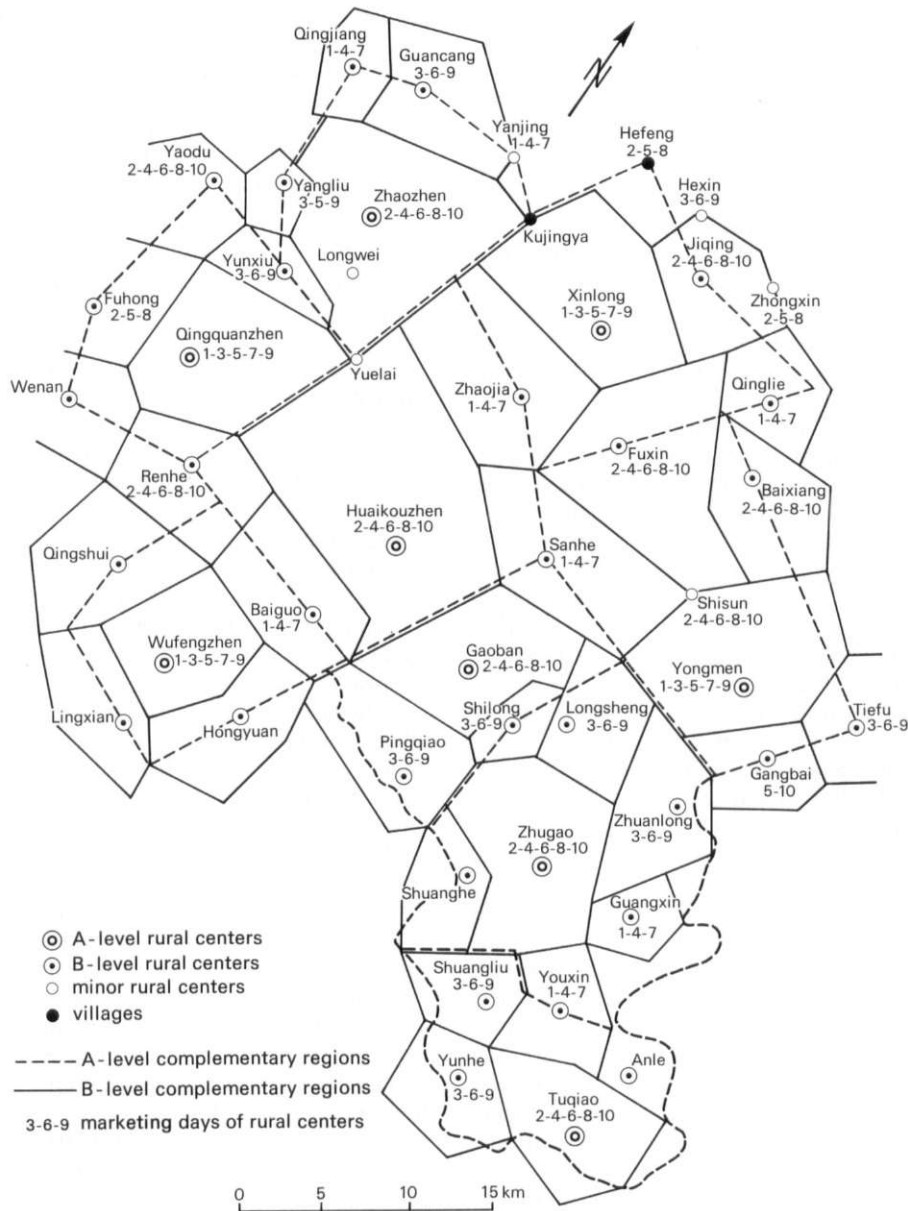 Qingjiang
1-4-7
Guancang
3-6-9
N
Yanjing
1-4-7
Hefeng
2-5-8
Yaodu
2-4-6-8-10
Yangliu
3-5-9
Zhaozhen
2-4-6-8-10
Hexin
3-6-9
Kujingya
Jiqing
2-4-6-8-10
Yunxiu
3-6-9
Longwei
Fuhong
2-5-8
Xinlong
1-3-5-7-9
Zhongxin
2-5-8
Qingquanzhen
1-3-5-7-9
Yuelai
Wenan
Zhaojia
1-4-7
Qinglie
1-4-7
Renhe
2-4-6-8-10
Fuxin
2-4-6-8-10
Baixiang
2-4-6-8-10
Huaikouzhen
2-4-6-8-10
Qingshui
Sanhe
1-4-7
Baiguo
1-4-7
Shisun
2-4-6-8-10
Wufengzhen
1-3-5-7-9
Gaoban
2-4-6-8-10
Yongmen
1-3-5-7-9
Lingxian
Hongyuan
Shilong
3-6-9
Longsheng
3-6-9
Tiefu
3-6-9
Pingqiao
3-6-9
Gangbai
5-10
Zhuanlong
3-6-9
Zhugao
2-4-6-8-10
Shuanghe
Guangxin
1-4-7
A-level rural centers
B-level rural centers
minor rural centers
villages
Shuangliu
3-6-9
Youxin
1-4-7
A-level complementary regions
B-level complementary regions
3-6-9 marketing days of rural centers
Yunhe
3-6-9
Anle
Tuqiao
2-4-6-8-10
0 5 10 15 km